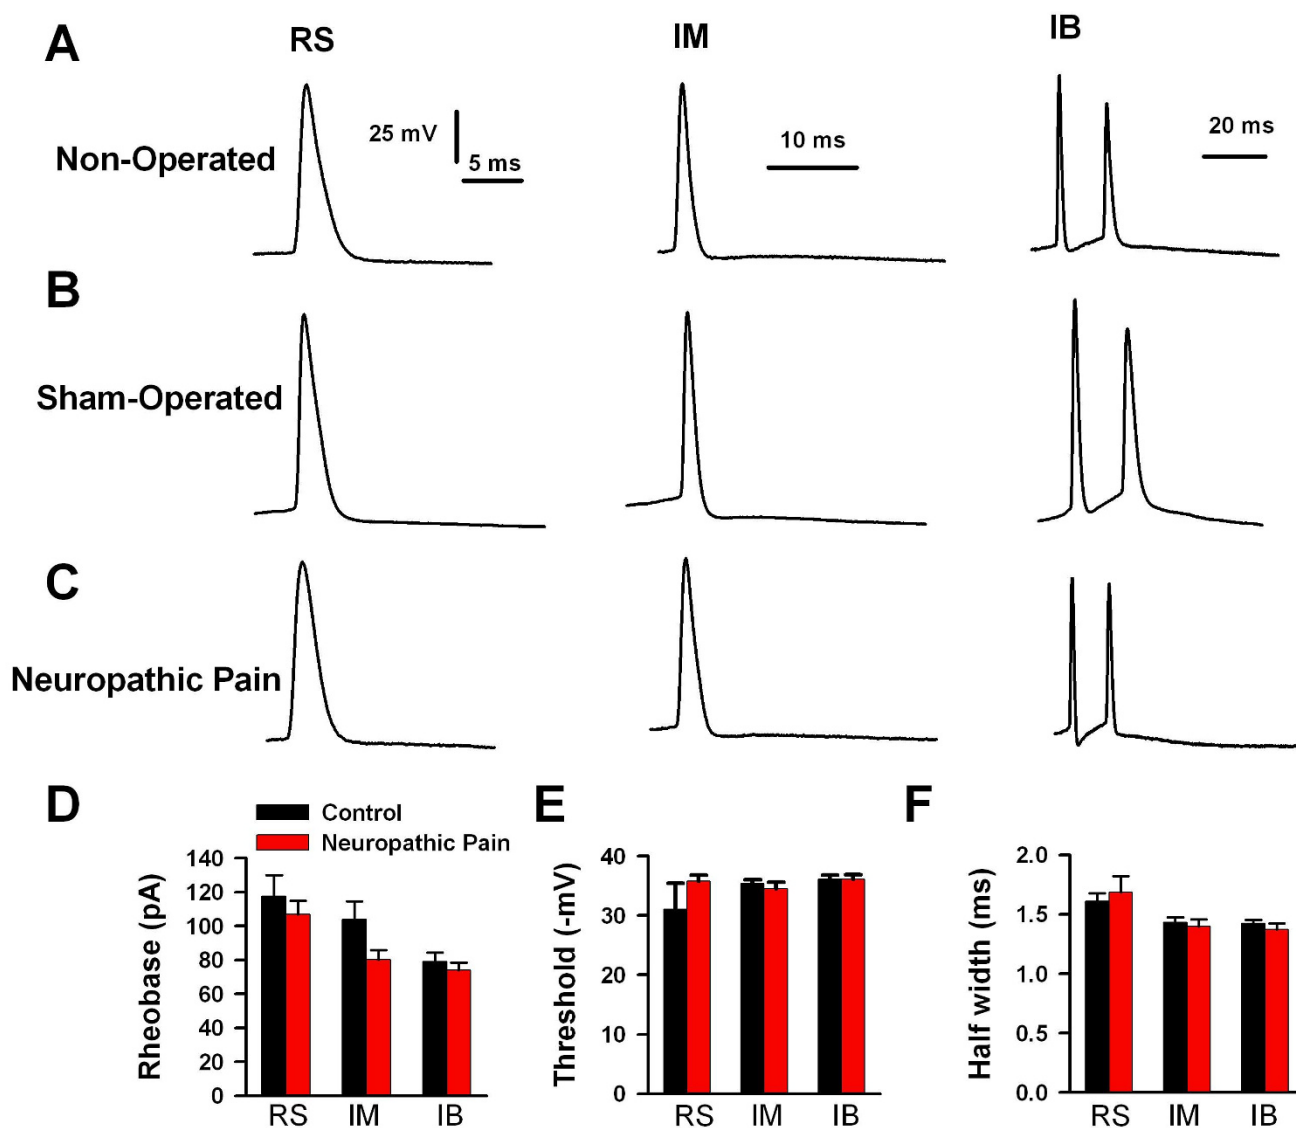 A
RS
IM
IB
25 mV
5 ms
10 ms
20 ms
Non-Operated
B
Sham-Operated
C
Neuropathic Pain
D
Control
Neuropathic Pain
Rheobase (pA)
140
120
100
80
60
40
20
0
RS IM IB
E
Threshold (-mV)
40
30
20
10
0
RS IM IB
F
Half width (ms)
2.0
1.5
1.0
0.5
0.0
RS IM IB